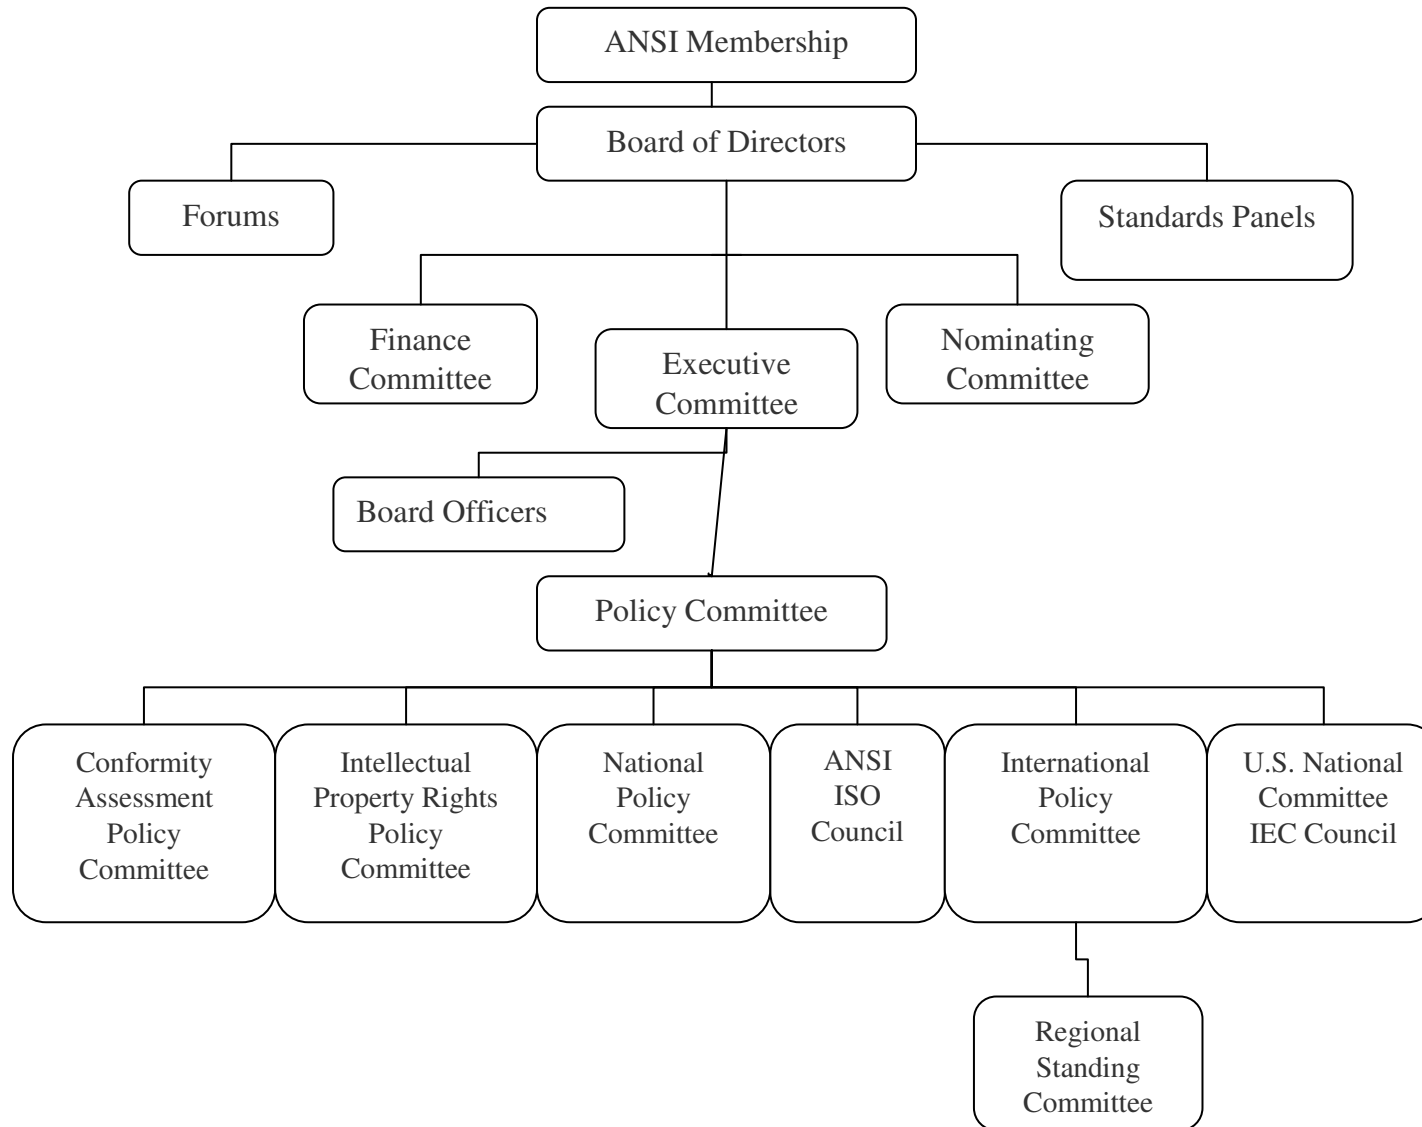 ANSI Membership
Board of Directors
Forums
Standards Panels
Finance
Committee
Executive
Committee
Nominating
Committee
Board Officers
Policy Committee
Conformity
Assessment
Policy
Committee
Intellectual
Property Rights
Policy
Committee
National
Policy
Committee
ANSI
ISO
Council
International
Policy
Committee
U.S. National
Committee
IEC Council
Regional
Standing
Committee